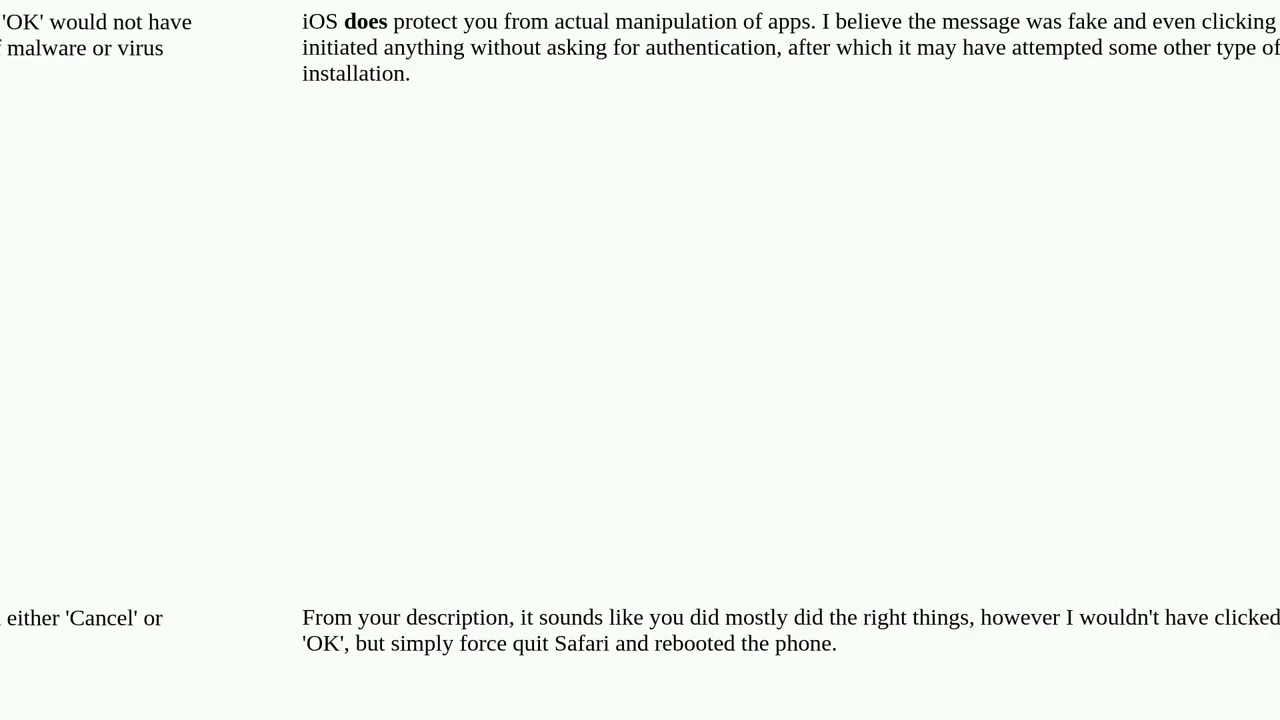 'OK' would not have
malware or virus
iOS does protect you from actual manipulation of apps. I believe the message was fake and even clicking
initiated anything without asking for authentication, after which it may have attempted some other type of
installation.
either 'Cancel' or
From your description, it sounds like you did mostly did the right things, however I wouldn't have clicked
'OK', but simply force quit Safari and rebooted the phone.